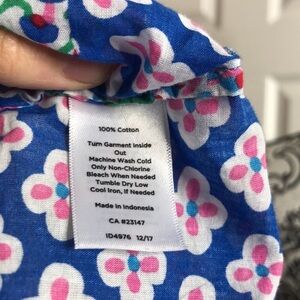 100% Cotton
Turn Garment Inside
Out
Machine Wash Cold
Only Non-Chlorine
Bleach When Needed
Tumble Dry Low
Cool Iron, If Needed
Made in Indonesia
CA #23147
ID4976 12/17